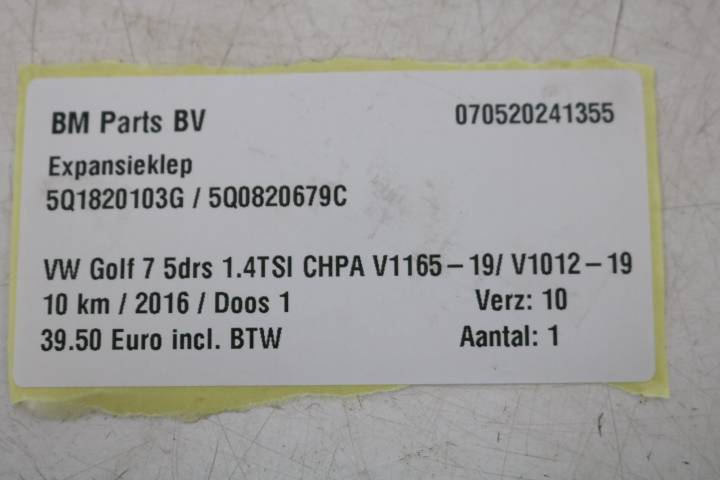 BM Parts BV 070520241355
Expansieklep
5Q1820103G / 5Q0820679C
VW Golf 7 5drs 1.4TSI CHPA V1165-19/ V1012-19
10 km / 2016 / Doos 1 Verz: 10
39.50 Euro incl. BTW Aantal: 1